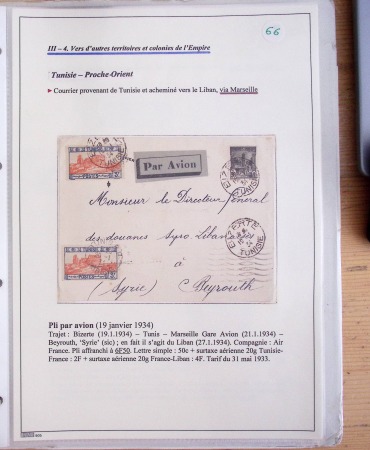 66
III – 4. Vers d'autres territoires et colonies de l'Empire
Tunisie – Proche-Orient
Courrier provenant de Tunisie et acheminé vers le Liban, via Marseille
Par Avion
Monsieur le Directeur Général
des douanes Syro Liban
à
(Syrie) Beyrouth
BIZERTE
TUNISIE
Pli par avion (19 janvier 1934)
Trajet : Bizerte (19.1.1934) – Tunis – Marseille Gare Avion (21.1.1934) –
Beyrouth, 'Syrie' (sic) ; en fait il s'agit du Liban (27.1.1934). Compagnie : Air
France. Pli affranchi à 6F50. Lettre simple : 50c + surtaxe aérienne 20g Tunisie-
France : 2F + surtaxe aérienne 20g France-Liban : 4F. Tarif du 31 mai 1933.